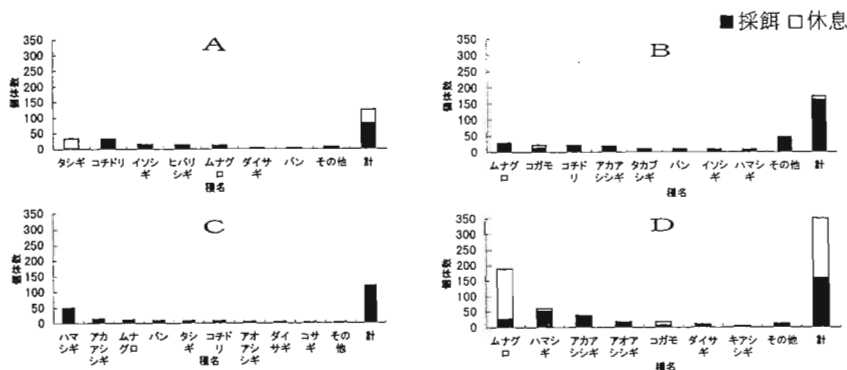 ■採餌 □休息
A
個体数
350
300
250
200
150
100
50
0
タシギ コチドリ イソシギ ヒバリシギ ムナグロ ダイサギ バン その他 計
種名
B
個体数
350
300
250
200
150
100
50
0
ムナグロ コガモ コチドリ アカアシシギ タカブシギ バン イソシギ ハマシギ その他 計
種名
C
個体数
350
300
250
200
150
100
50
0
ハマシギ アカアシシギ ムナグロ バン タシギ コチドリ アオアシシギ ダイサギ コサギ その他 計
種名
D
個体数
350
300
250
200
150
100
50
0
ムナグロ ハマシギ アカアシシギ アオアシシギ コガモ ダイサギ キアシシギ その他 計
種名